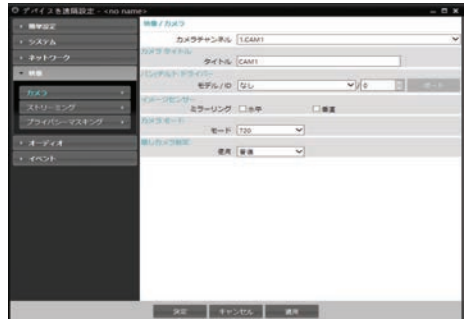 デバイスを遠隔設定 - <no name>
簡単設定
システム
ネットワーク
映像
カメラ
ストリーミング
プライバシーマスキング
オーディオ
イベント
映像 / カメラ
カメラチャンネル 1.CAM1
カメラ タイトル
タイトル CAM1
パン/チルト ドライバー
モデル / ID なし / 0 ポート
イメージセンサー
ミラーリング 水平 垂直
カメラ モード
モード 720
隠しカメラ設定
使用 普通
設定 キャンセル 適用